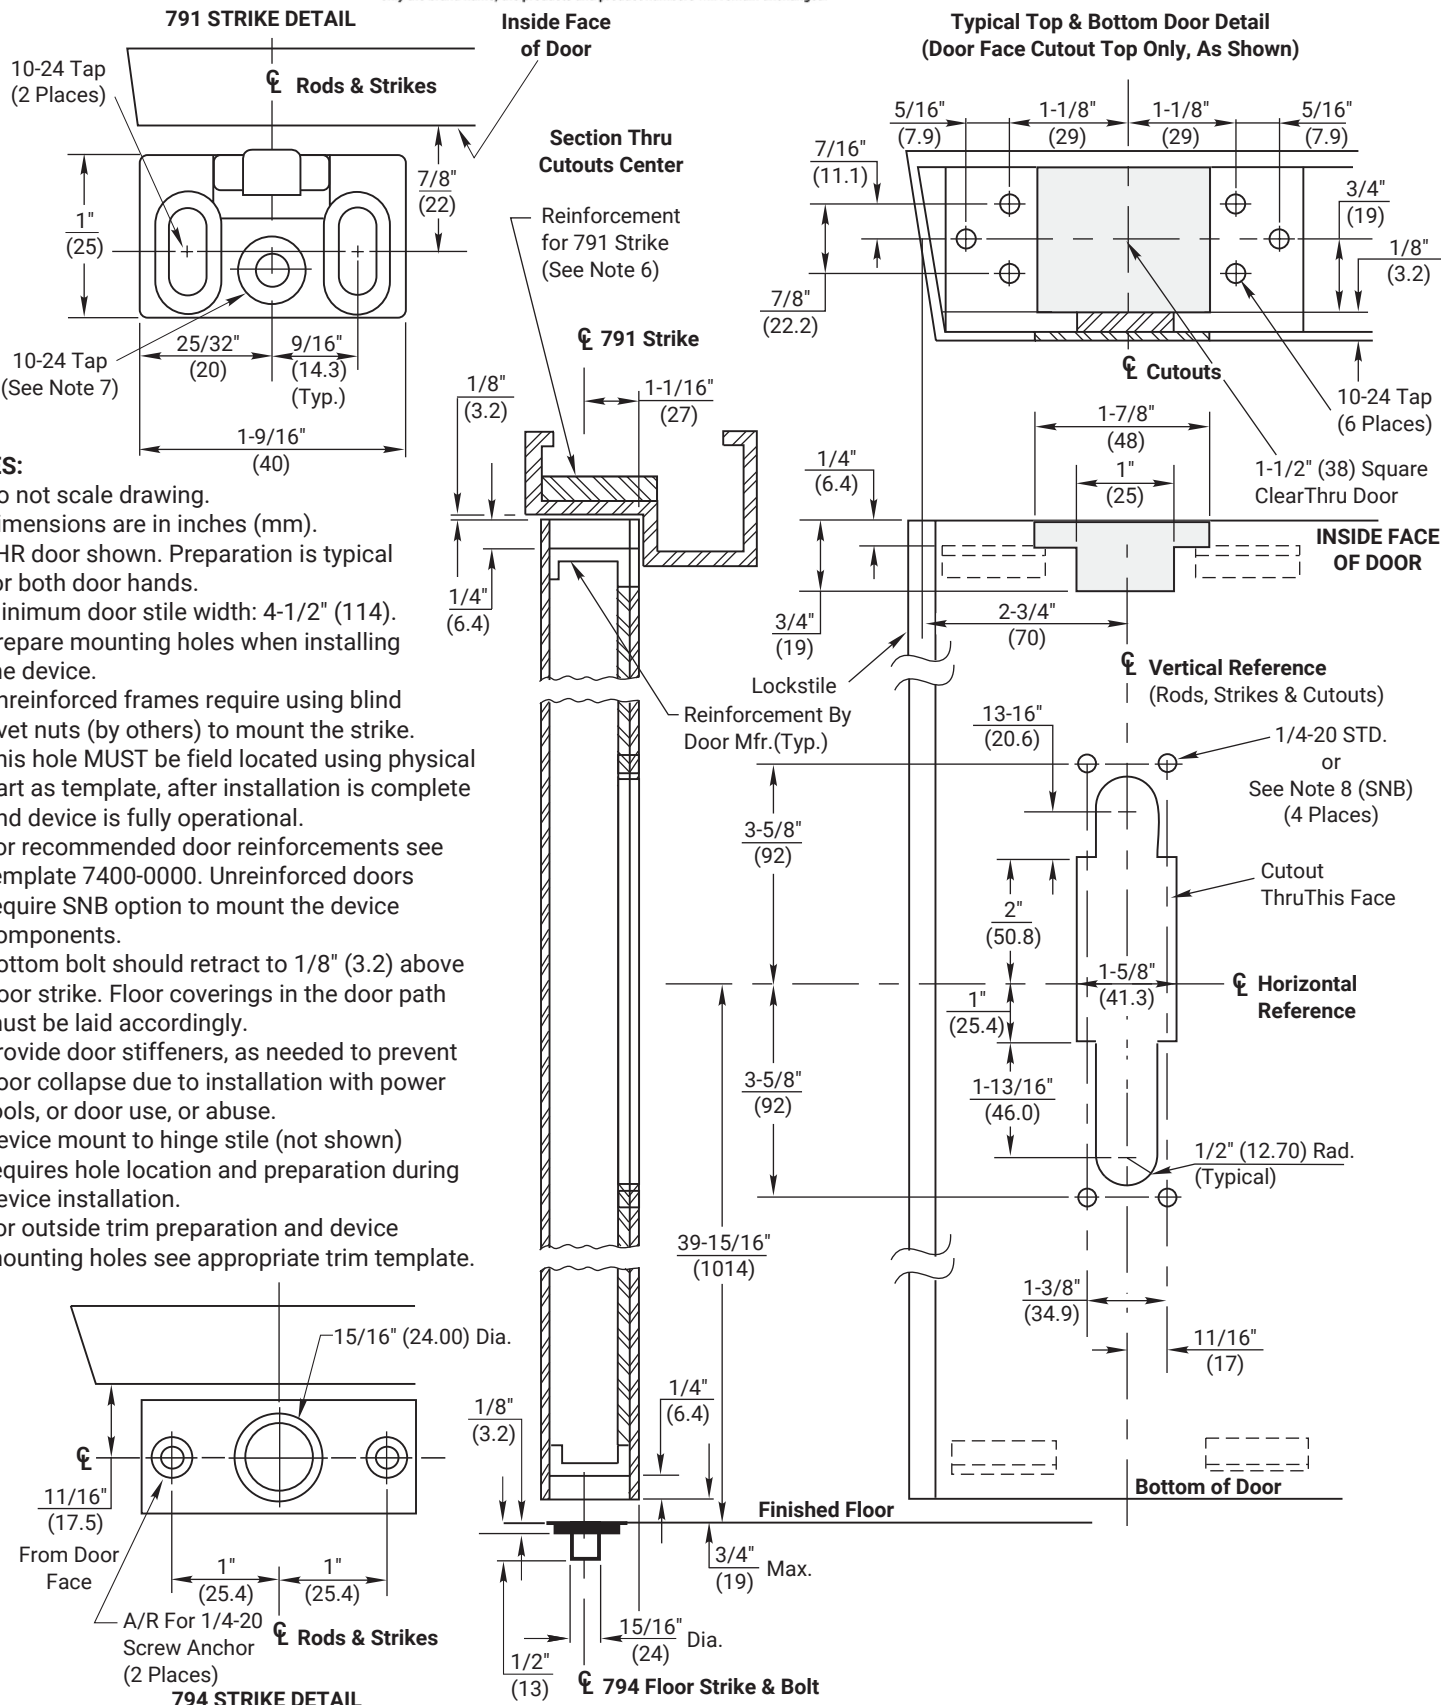 791 STRIKE DETAIL
10-24 Tap
(2 Places)
℄ Rods & Strikes
Inside Face
of Door
7/8"
(22)
1"
(25)
10-24 Tap
(See Note 7)
25/32"
(20)
9/16"
(14.3)
(Typ.)
1-9/16"
(40)
Section Thru
Cutouts Center
Reinforcement
for 791 Strike
(See Note 6)
℄ 791 Strike
1/8"
(3.2)
1-1/16"
(27)
1/4"
(6.4)
Reinforcement By
Door Mfr.(Typ.)
Typical Top & Bottom Door Detail
(Door Face Cutout Top Only, As Shown)
5/16"
(7.9)
1-1/8"
(29)
1-1/8"
(29)
5/16"
(7.9)
7/16"
(11.1)
7/8"
(22.2)
3/4"
(19)
1/8"
(3.2)
℄ Cutouts
10-24 Tap
(6 Places)
1-1/2" (38) Square
ClearThru Door
1-7/8"
(48)
1"
(25)
1/4"
(6.4)
3/4"
(19)
INSIDE FACE
OF DOOR
2-3/4"
(70)
Lockstile
℄ Vertical Reference
(Rods, Strikes & Cutouts)
13-16"
(20.6)
1/4-20 STD.
or
See Note 8 (SNB)
(4 Places)
3-5/8"
(92)
Cutout
ThruThis Face
2"
(50.8)
1-5/8"
(41.3)
℄ Horizontal
Reference
1"
(25.4)
3-5/8"
(92)
1-13/16"
(46.0)
1/2" (12.70) Rad.
(Typical)
39-15/16"
(1014)
1-3/8"
(34.9)
11/16"
(17)
Bottom of Door
ES:
o not scale drawing.
imensions are in inches (mm).
HR door shown. Preparation is typical
or both door hands.
inimum door stile width: 4-1/2" (114).
repare mounting holes when installing
he device.
nreinforced frames require using blind
vet nuts (by others) to mount the strike.
his hole MUST be field located using physical
art as template, after installation is complete
nd device is fully operational.
or recommended door reinforcements see
emplate 7400-0000. Unreinforced doors
equire SNB option to mount the device
omponents.
ottom bolt should retract to 1/8" (3.2) above
oor strike. Floor coverings in the door path
must be laid accordingly.
rovide door stiffeners, as needed to prevent
oor collapse due to installation with power
ools, or door use, or abuse.
evice mount to hinge stile (not shown)
equires hole location and preparation during
evice installation.
or outside trim preparation and device
mounting holes see appropriate trim template.
15/16" (24.00) Dia.
℄
11/16"
(17.5)
From Door
Face
1"
(25.4)
1"
(25.4)
A/R For 1/4-20
Screw Anchor
(2 Places)
℄ Rods & Strikes
794 STRIKE DETAIL
1/8"
(3.2)
1/4"
(6.4)
Finished Floor
3/4"
(19) Max.
15/16"
(24) Dia.
1/2"
(13)
℄ 794 Floor Strike & Bolt